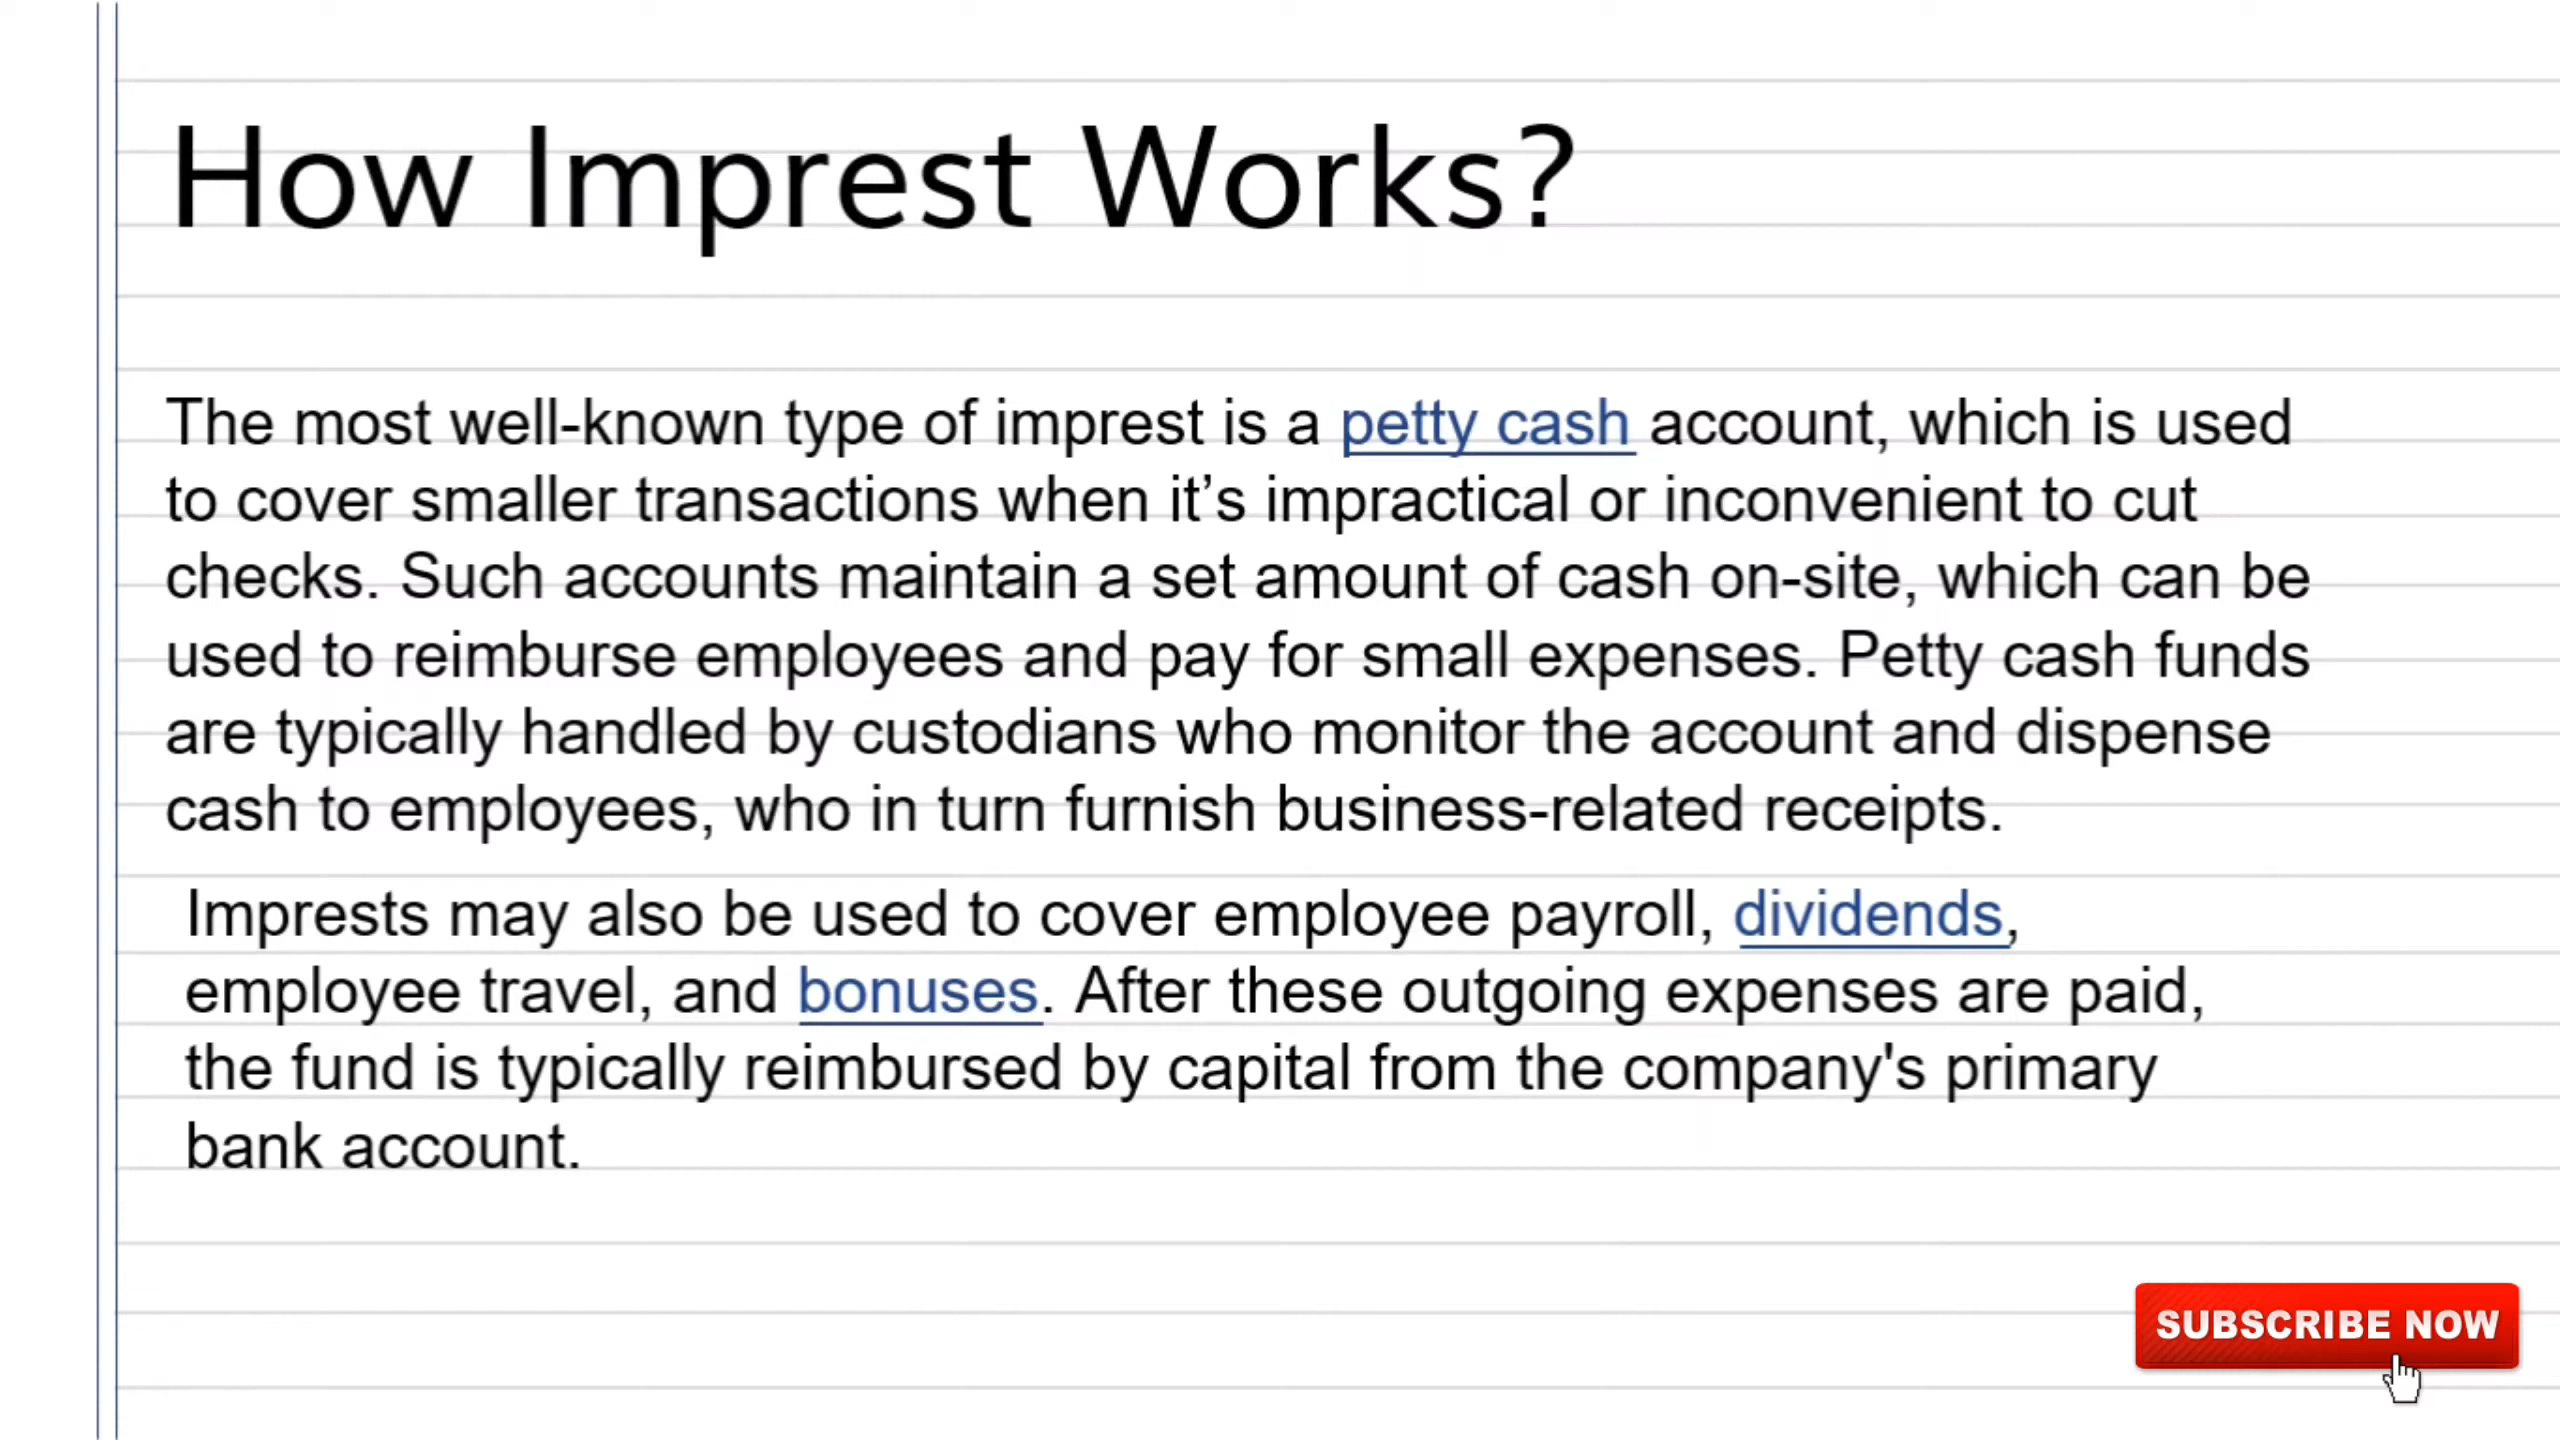 How Imprest Works?
The most well-known type of imprest is a petty cash account, which is used
to cover smaller transactions when it’s impractical or inconvenient to cut
checks. Such accounts maintain a set amount of cash on-site, which can be
used to reimburse employees and pay for small expenses. Petty cash funds
are typically handled by custodians who monitor the account and dispense
cash to employees, who in turn furnish business-related receipts.
Imprests may also be used to cover employee payroll, dividends,
employee travel, and bonuses. After these outgoing expenses are paid,
the fund is typically reimbursed by capital from the company's primary
bank account.
SUBSCRIBE NOW